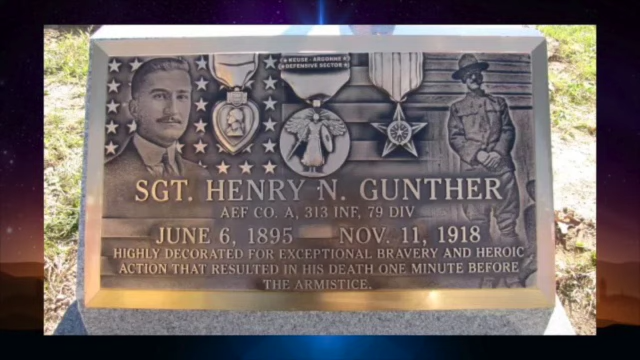 MEUSE - ARGONNE
DEFENSIVE SECTOR
SGT. HENRY N. GUNTHER
AEF CO. A, 313 INF, 79 DIV
JUNE 6, 1895 NOV. 11, 1918
HIGHLY DECORATED FOR EXCEPTIONAL BRAVERY AND HEROIC
ACTION THAT RESULTED IN HIS DEATH ONE MINUTE BEFORE
THE ARMISTICE.